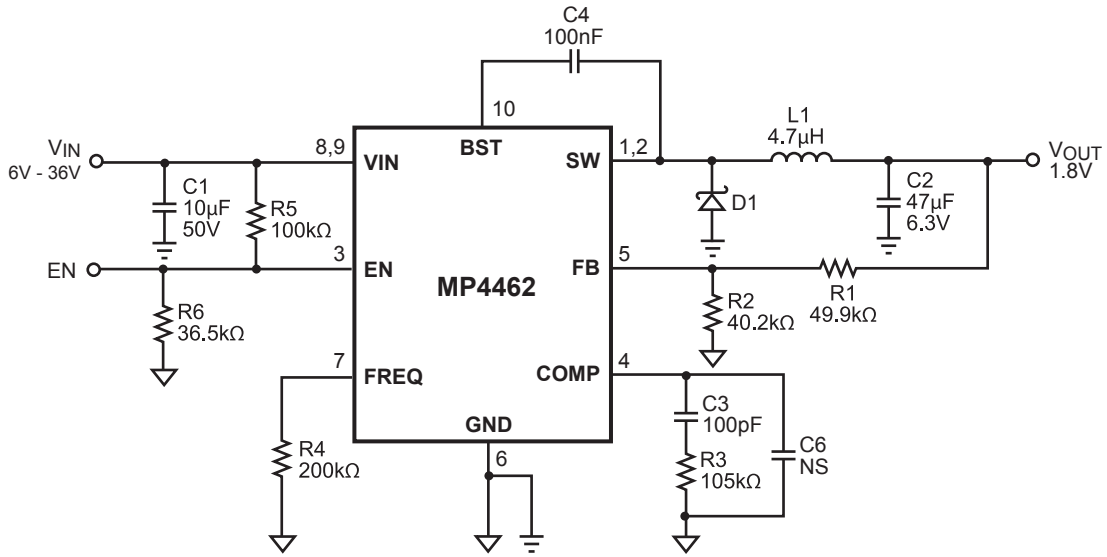 C4
100nF
10
8,9
VIN
BST
SW
1,2
L1
4.7µH
VIN
6V - 36V
VOUT
1.8V
C1
10µF
50V
R5
100kΩ
D1
C2
47µF
6.3V
3
EN
EN
MP4462
FB
5
R6
36.5kΩ
R2
40.2kΩ
R1
49.9kΩ
7
FREQ
COMP
4
GND
6
R4
200kΩ
C3
100pF
R3
105kΩ
C6
NS